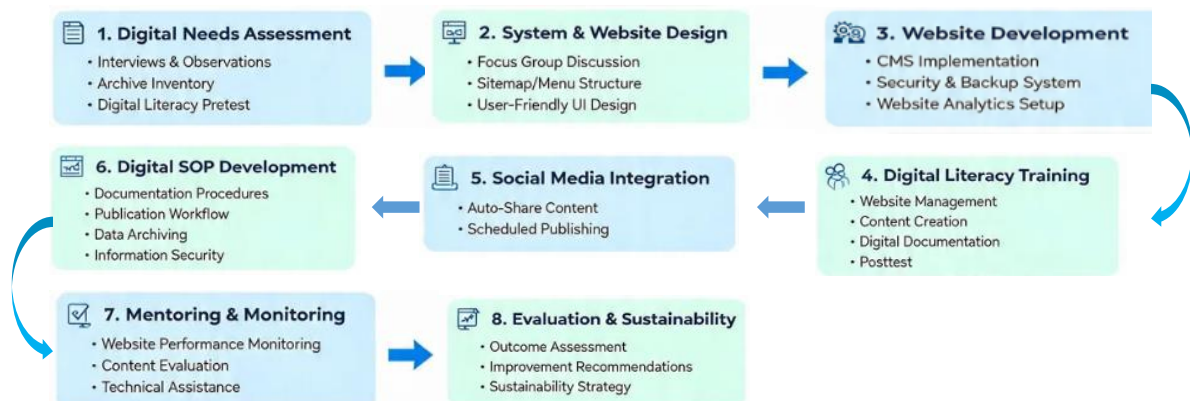 1. Digital Needs Assessment
• Interviews & Observations
• Archive Inventory
• Digital Literacy Pretest
2. System & Website Design
• Focus Group Discussion
• Sitemap/Menu Structure
• User-Friendly UI Design
3. Website Development
• CMS Implementation
• Security & Backup System
• Website Analytics Setup
4. Digital Literacy Training
• Website Management
• Content Creation
• Digital Documentation
• Posttest
5. Social Media Integration
• Auto-Share Content
• Scheduled Publishing
6. Digital SOP Development
• Documentation Procedures
• Publication Workflow
• Data Archiving
• Information Security
7. Mentoring & Monitoring
• Website Performance Monitoring
• Content Evaluation
• Technical Assistance
8. Evaluation & Sustainability
• Outcome Assessment
• Improvement Recommendations
• Sustainability Strategy